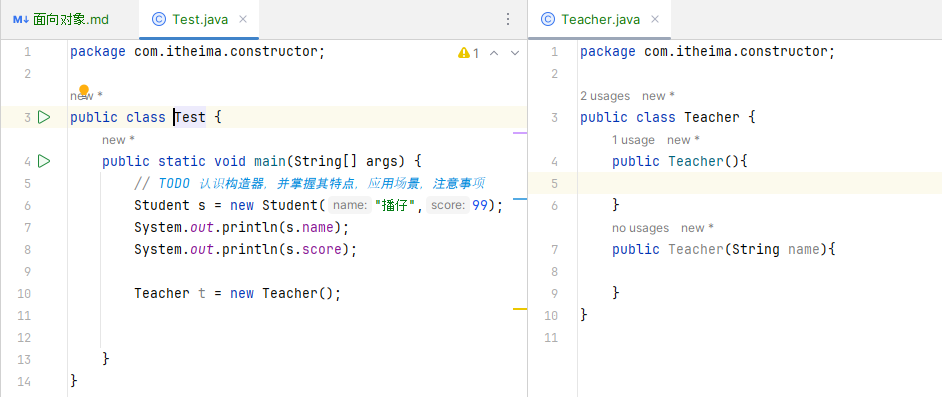 面向对象.md
Test.java
1 package com.itheima.constructor;
1
2
new *
3 public class Test {
new *
4 public static void main(String[] args) {
5 // TODO 认识构造器，并掌握其特点，应用场景，注意事项
6 Student s = new Student( name: "播仔", score: 99);
7 System.out.println(s.name);
8 System.out.println(s.score);
9
10 Teacher t = new Teacher();
11
12
13 }
14 }
Teacher.java
1 package com.itheima.constructor;
2
2 usages new *
3 public class Teacher {
1 usage new *
4 public Teacher(){
5
6 }
no usages new *
7 public Teacher(String name){
8
9 }
10 }
11